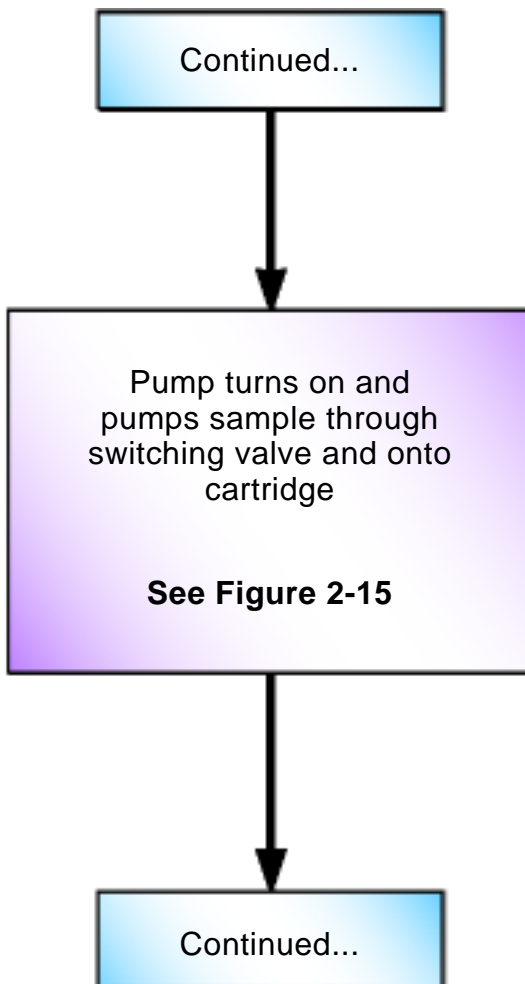 Continued...
Pump turns on and
pumps sample through
switching valve and onto
cartridge
See Figure 2-15
Continued...